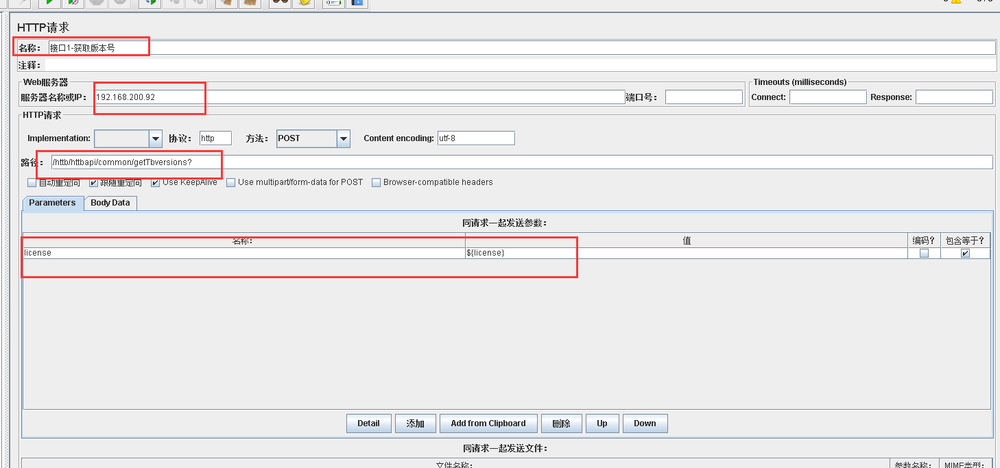 HTTP请求
名称： 接口1-获取版本号
注释：
Web服务器
服务器名称或IP： 192.168.200.92 端口号：
Timeouts (milliseconds)
Connect: Response:
HTTP请求
Implementation: 协议： http 方法： POST Content encoding: utf-8
路径： /httb/httbapi/common/getTbversions?
自动重定向 跟随重定向 Use KeepAlive Use multipart/form-data for POST Browser-compatible headers
Parameters Body Data
同请求一起发送参数：
名称： 值 编码? 包含等于?
license ${license}
Detail 添加 Add from Clipboard 删除 Up Down
同请求一起发送文件：
文件名称： 参数名称： MIME类型：